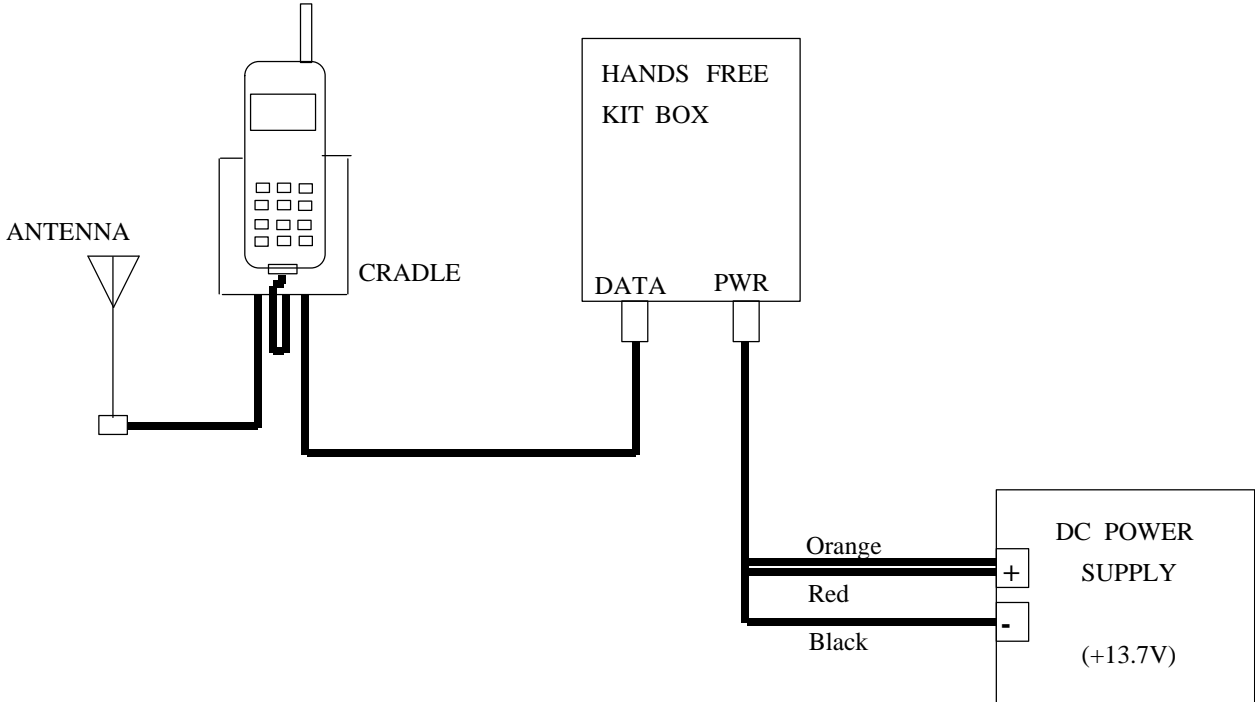 HANDS FREE
KIT BOX
ANTENNA
CRADLE
DATA
PWR
Orange
Red
Black
DC POWER
SUPPLY
+
-
(+13.7V)